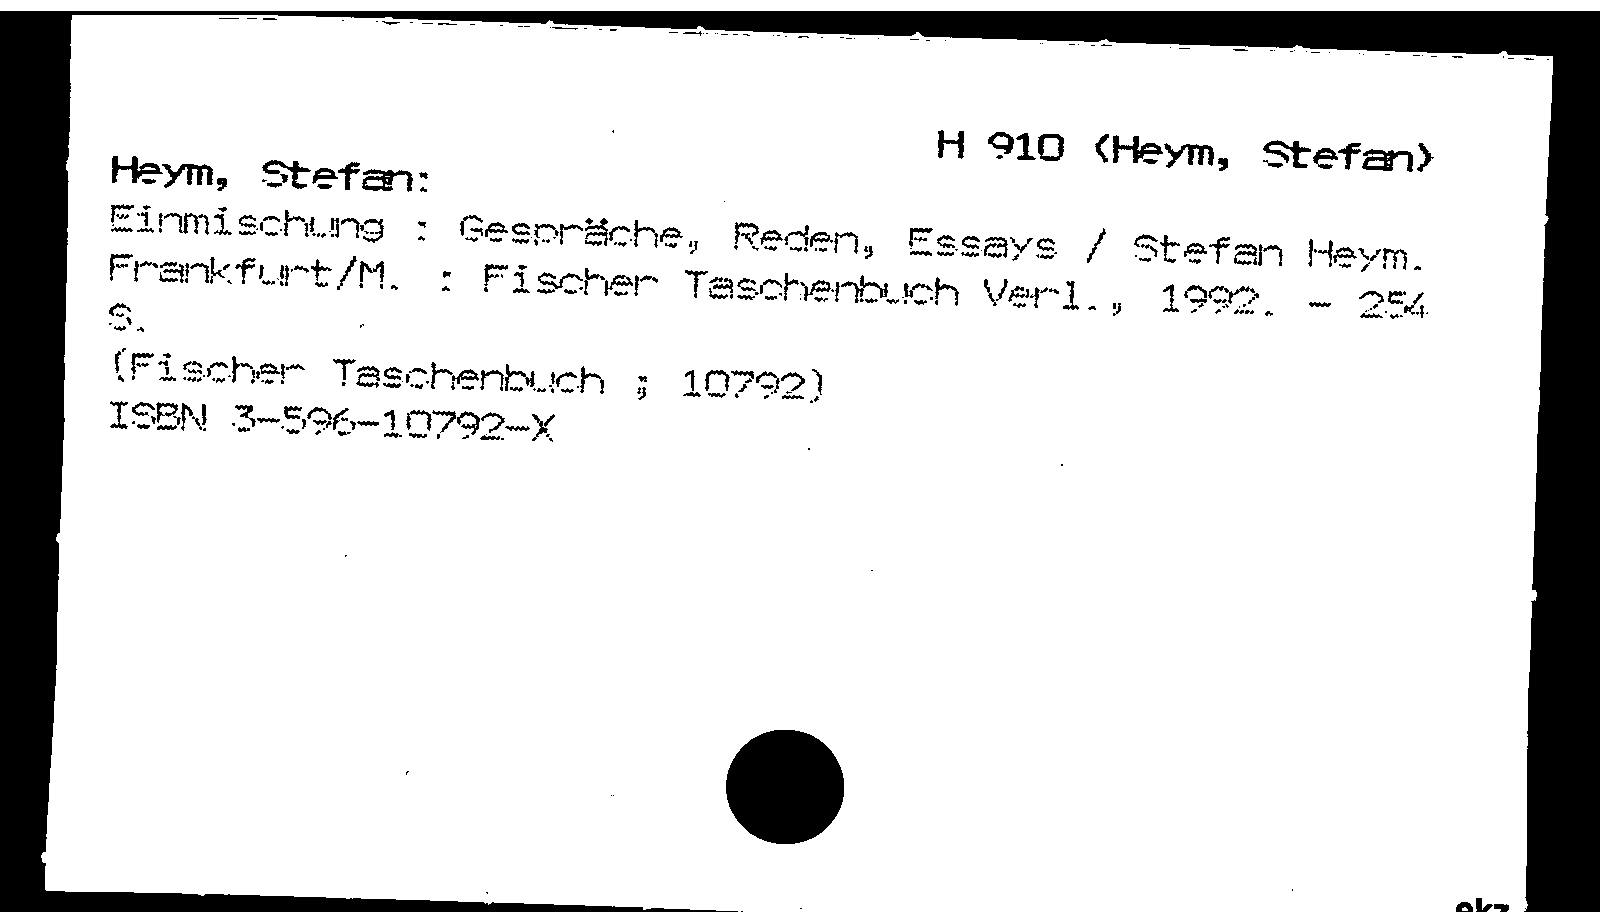 H 910 (Heym, Stefan)
Heym, Stefan:
Einmischung : Gespräche, Reden, Essays / Stefan Heym.
Frankfurt/M. : Fischer Taschenbuch Verl., 1992. - 254
S.
(Fischer Taschenbuch ; 10792)
ISBN 3-596-10792-X
ekz